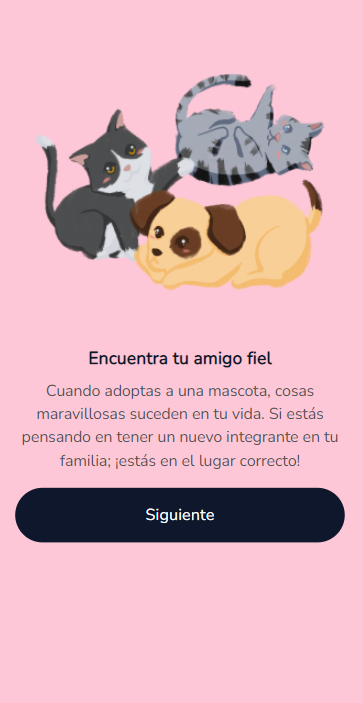 Encuentra tu amigo fiel
Cuando adoptas a una mascota, cosas
maravillosas suceden en tu vida. Si estás
pensando en tener un nuevo integrante en tu
familia; ¡estás en el lugar correcto!
Siguiente